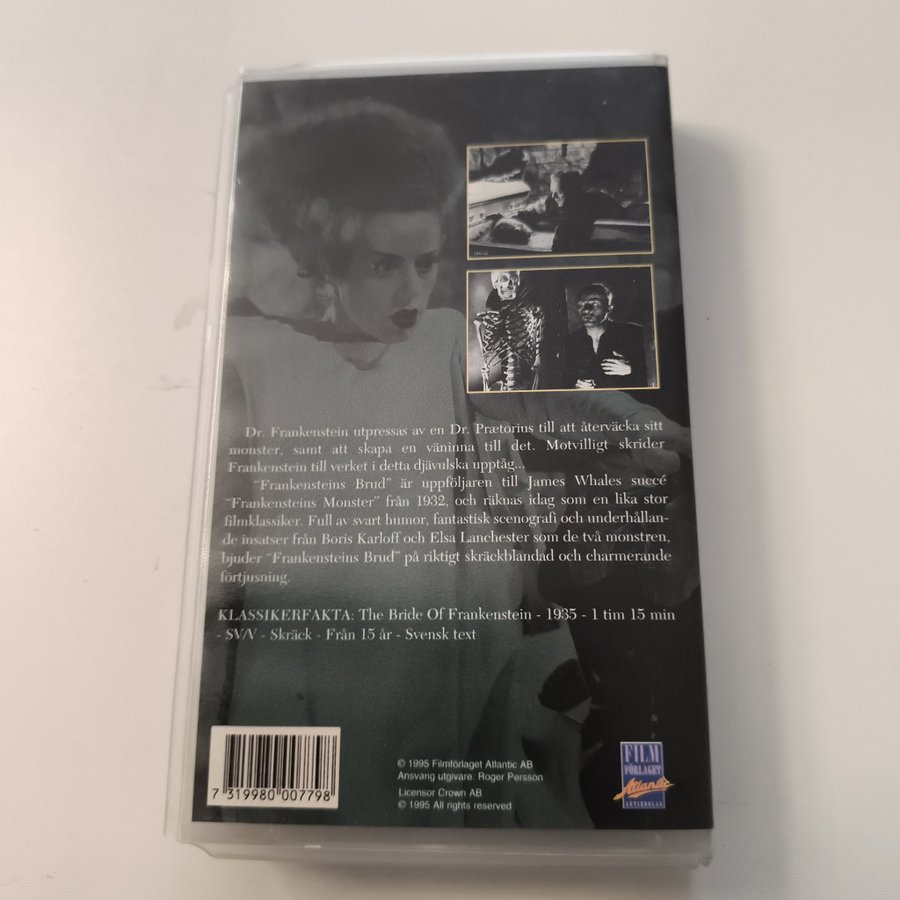 Dr. Frankenstein utpressas av en Dr. Prætorius till att återväcka sitt
monster, samt att skapa en väninna till det. Motvilligt skrider
Frankenstein till verket i detta djävulska upptåg...
"Frankensteins Brud" är uppföljaren till James Whales succé
"Frankensteins Monster" från 1932, och räknas idag som en lika stor
filmklassiker. Full av svart humor, fantastisk scenografi och underhållan-
de insatser från Boris Karloff och Elsa Lanchester som de två monstren,
bjuder "Frankensteins Brud" på riktigt skräckblandad och charmerande
förtjusning.
KLASSIKERFAKTA: The Bride Of Frankenstein - 1935 - 1 tim 15 min
- SV/V - Skräck - Från 15 år - Svensk text
7 319980 007798
© 1995 Filmförlaget Atlantic AB
Ansvarig utgivare: Roger Persson
Licensor Crown AB
© 1995 All rights reserved
FILM
FÖRLAGET
Atlantic
AKTIEBOLAG